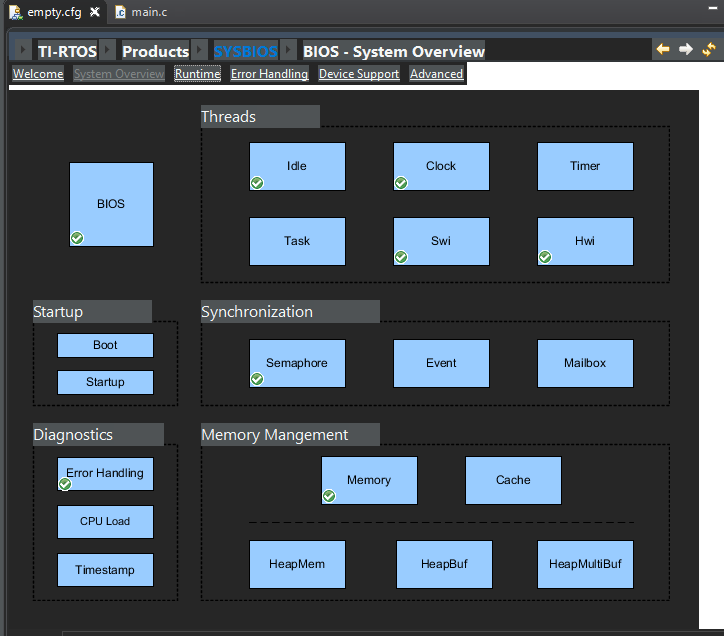 empty.cfg main.c
TI-RTOS Products SYSBIOS BIOS - System Overview
Welcome System Overview Runtime Error Handling Device Support Advanced
Threads
Idle Clock Timer
BIOS
Task Swi Hwi
Startup Synchronization
Boot
Semaphore Event Mailbox
Startup
Diagnostics Memory Mangement
Error Handling
Memory Cache
CPU Load
HeapMem HeapBuf HeapMultiBuf
Timestamp